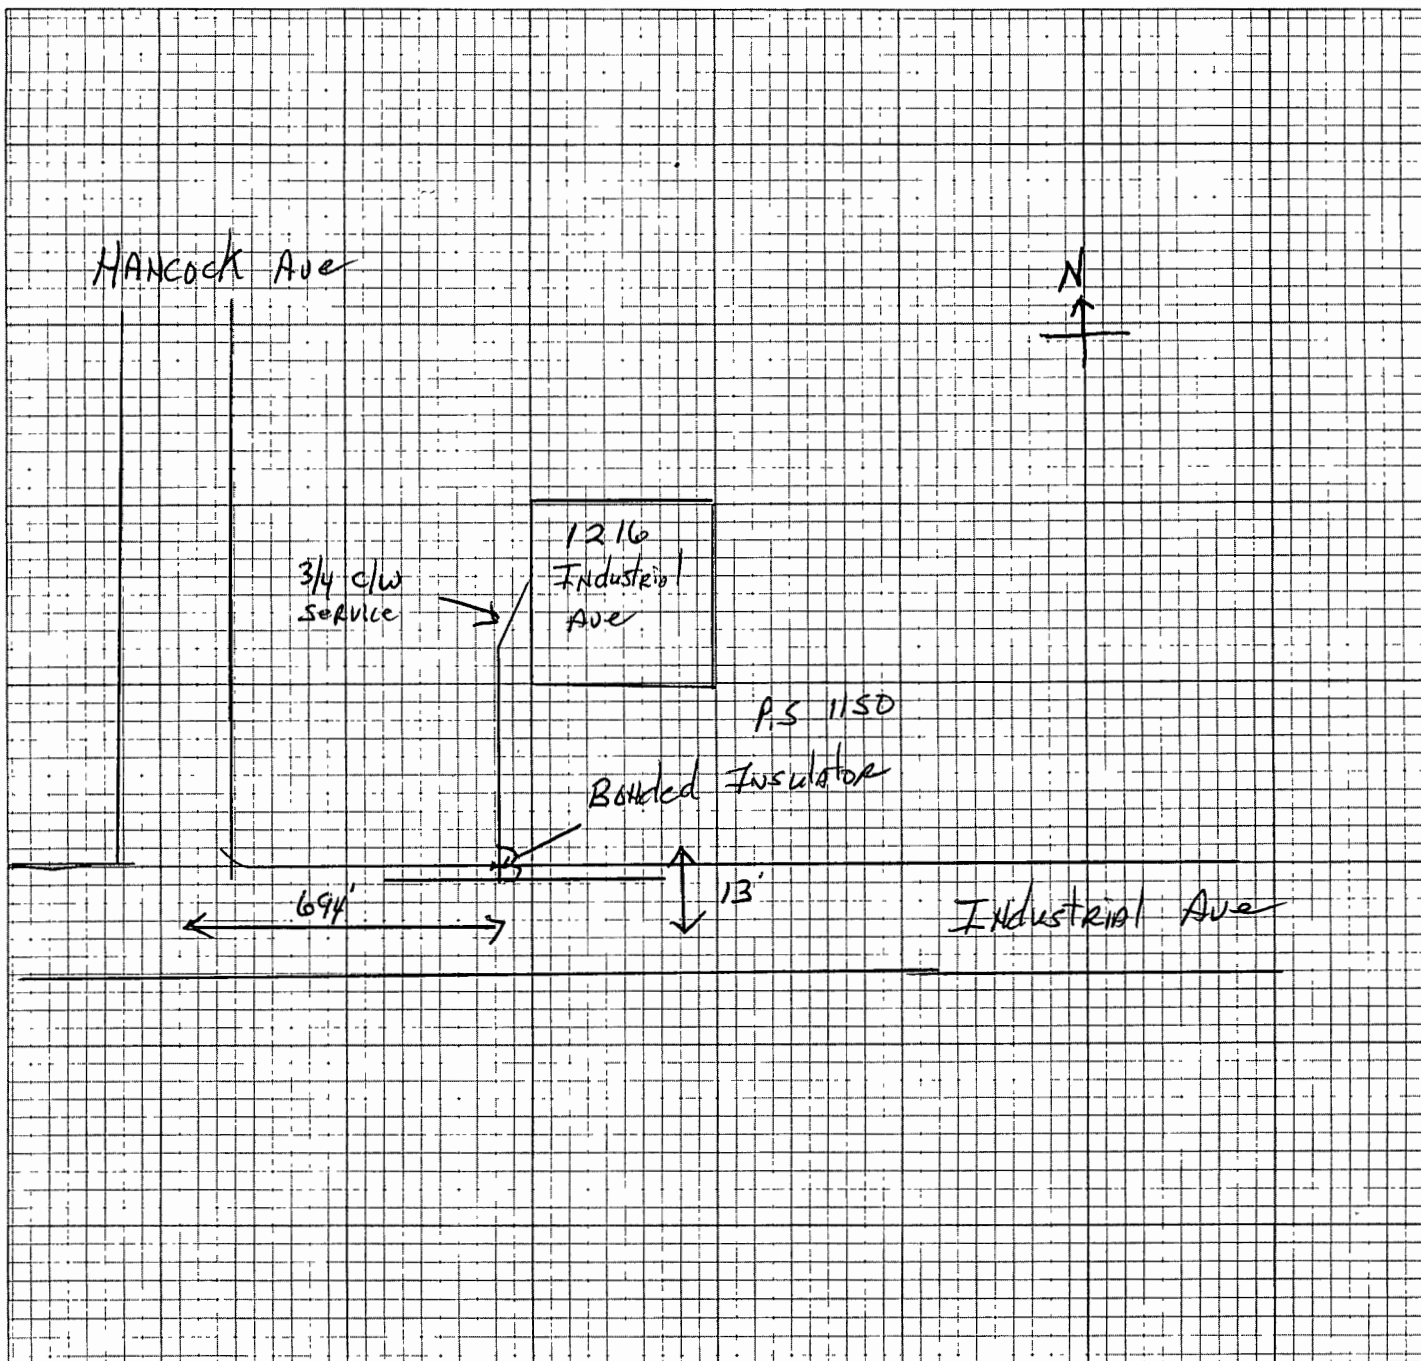 HANCOCK Ave
N
1216
Industrial
Ave
3/4 c/w
Service
P.S 1150
Bonded Insulator
694'
13'
Industrial Ave